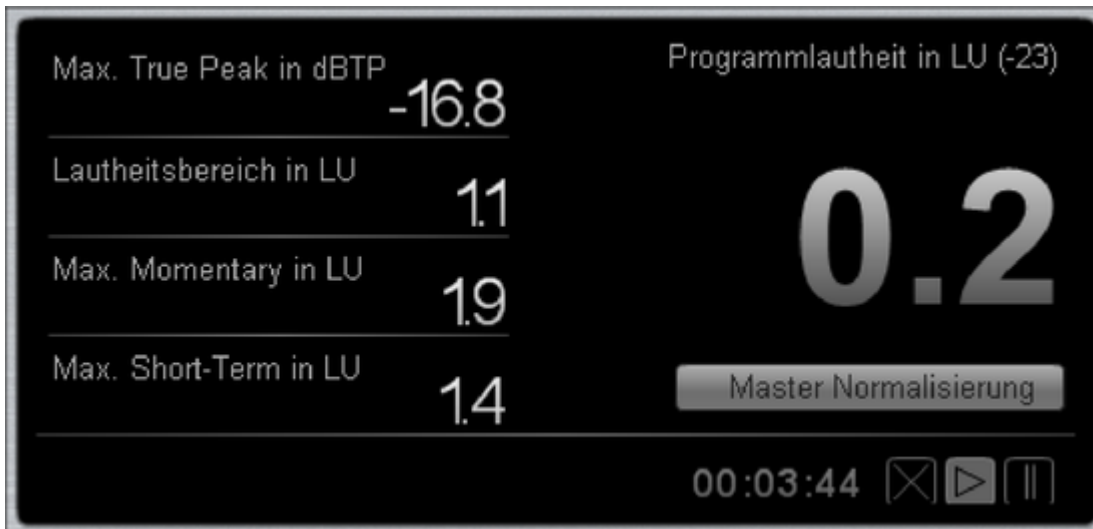 Max. True Peak in dBTP
-16.8
Lautheitsbereich in LU
1.1
Max. Momentary in LU
1.9
Max. Short-Term in LU
1.4
Programmlautheit in LU (-23)
0.2
Master Normalisierung
00:03:44